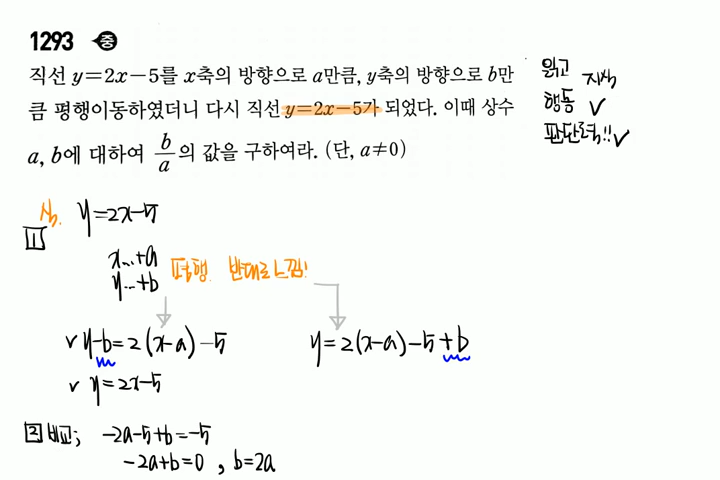 1293 중
직선 y=2x-5를 x축의 방향으로 a만큼, y축의 방향으로 b만
큼 평행이동하였더니 다시 직선 y=2x-5가 되었다. 이때 상수
a, b에 대하여 b/a의 값을 구하여라. (단, a≠0)
읽고
지식
행동 ✓
판단력!! ✓
y=2x-5
1
x…+a
y…+b
평행. 반대로느낌!
✓ y-b=2(x-a)-5
y=2(x-a)-5+b
✓ y=2x-5
2 비교; -2a-5+b=-5
-2a+b=0, b=2a